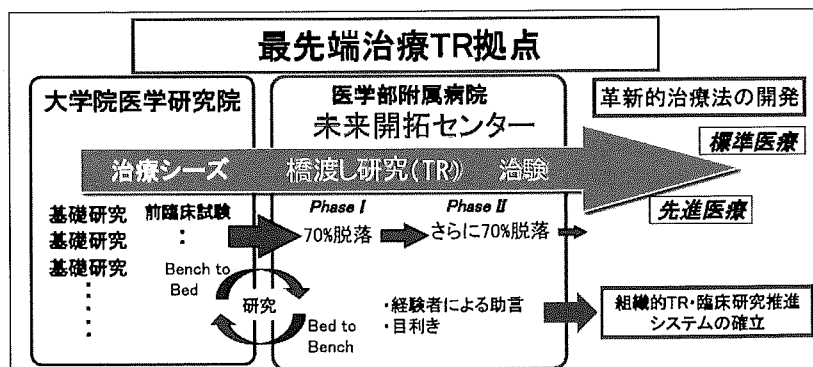 最先端治療TR拠点
大学院医学研究院
医学部附属病院
未来開拓センター
革新的治療法の開発
標準医療
治療シーズ
橋渡し研究(TR)
治験
先進医療
基礎研究
基礎研究
基礎研究
前臨床試験
Phase I
70%脱落
Phase II
さらに70%脱落
Bench to
Bed
研究
Bed to
Bench
・経験者による助言
・目利き
組織的TR・臨床研究推進
システムの確立